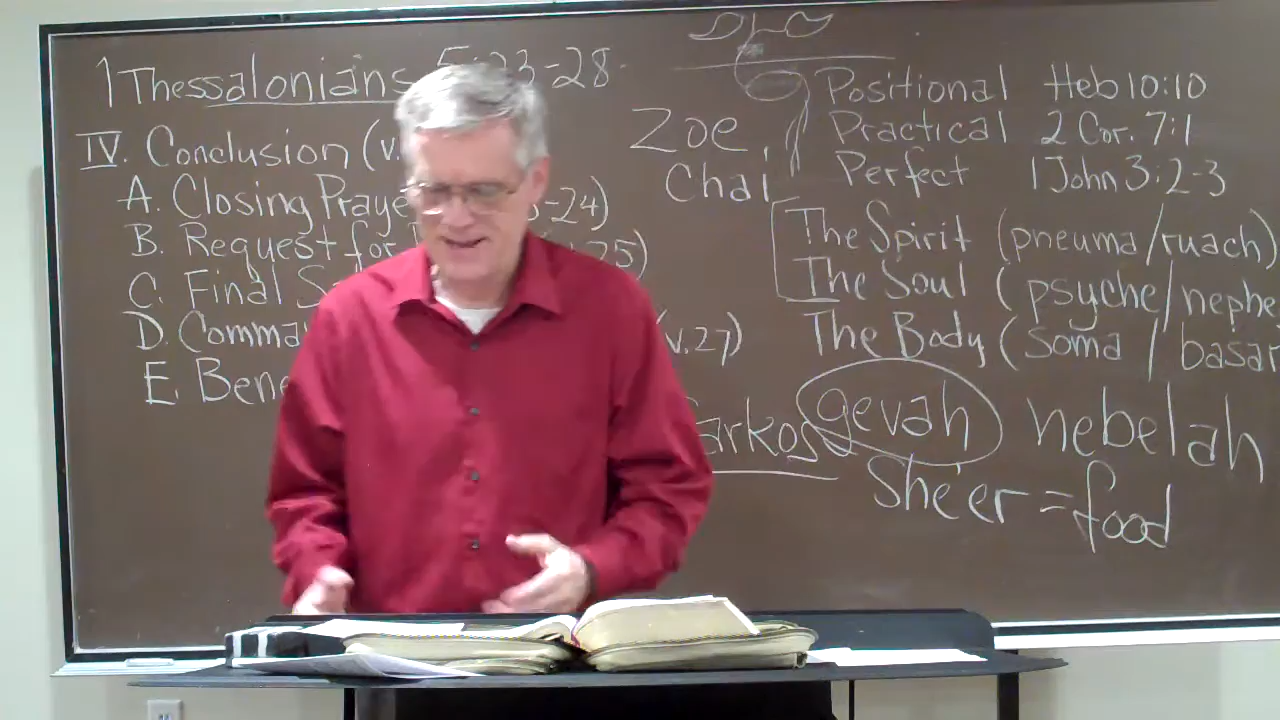 1 Thessalonians 5:23-28
IV. Conclusion (v.
A. Closing Praye -24)
B. Request for 25)
C. Final S
D. Comma (v.27)
E. Bene
Zoe
Chai
Positional Heb 10:10
Practical 2 Cor. 7:1
Perfect 1 John 3:2-3
The Spirit (pneuma/ruach)
The Soul (psyche/nephe
The Body (soma / basar
arkos gevah nebelah
She'er = food